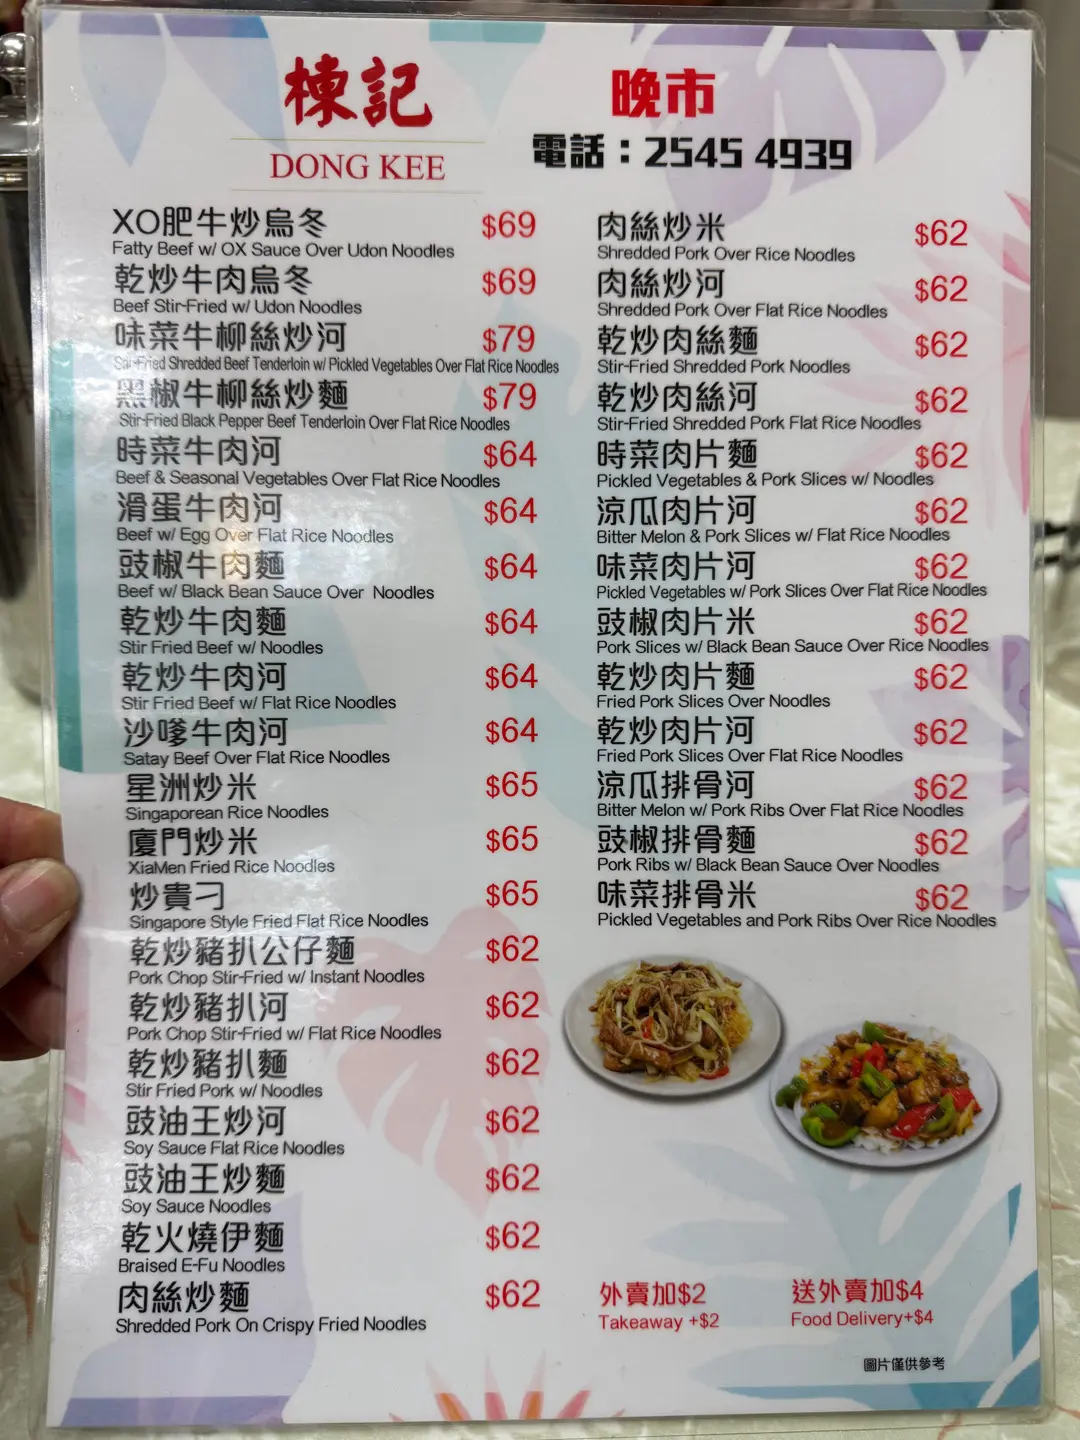 棟記
DONG KEE
晚市
電話：2545 4939
XO肥牛炒烏冬 $69
Fatty Beef w/ OX Sauce Over Udon Noodles
乾炒牛肉烏冬 $69
Beef Stir-Fried w/ Udon Noodles
味菜牛柳絲炒河 $79
Stir-Fried Shredded Beef Tenderloin w/ Pickled Vegetables Over Flat Rice Noodles
黑椒牛柳絲炒麵 $79
Stir-Fried Black Pepper Beef Tenderloin Over Flat Rice Noodles
時菜牛肉河 $64
Beef & Seasonal Vegetables Over Flat Rice Noodles
滑蛋牛肉河 $64
Beef w/ Egg Over Flat Rice Noodles
豉椒牛肉麵 $64
Beef w/ Black Bean Sauce Over Noodles
乾炒牛肉麵 $64
Stir Fried Beef w/ Noodles
乾炒牛肉河 $64
Stir Fried Beef w/ Flat Rice Noodles
沙嗲牛肉河 $64
Satay Beef Over Flat Rice Noodles
星洲炒米 $65
Singaporean Rice Noodles
廈門炒米 $65
XiaMen Fried Rice Noodles
炒貴刁 $65
Singapore Style Fried Flat Rice Noodles
乾炒豬扒公仔麵 $62
Pork Chop Stir-Fried w/ Instant Noodles
乾炒豬扒河 $62
Pork Chop Stir-Fried w/ Flat Rice Noodles
乾炒豬扒麵 $62
Stir Fried Pork w/ Noodles
豉油王炒河 $62
Soy Sauce Flat Rice Noodles
豉油王炒麵 $62
Soy Sauce Noodles
乾火燒伊麵 $62
Braised E-Fu Noodles
肉絲炒麵 $62
Shredded Pork On Crispy Fried Noodles
肉絲炒米 $62
Shredded Pork Over Rice Noodles
肉絲炒河 $62
Shredded Pork Over Flat Rice Noodles
乾炒肉絲麵 $62
Stir-Fried Shredded Pork Noodles
乾炒肉絲河 $62
Stir-Fried Shredded Pork Flat Rice Noodles
時菜肉片麵 $62
Pickled Vegetables & Pork Slices w/ Noodles
涼瓜肉片河 $62
Bitter Melon & Pork Slices w/ Flat Rice Noodles
味菜肉片河 $62
Pickled Vegetables w/ Pork Slices Over Flat Rice Noodles
豉椒肉片米 $62
Pork Slices w/ Black Bean Sauce Over Rice Noodles
乾炒肉片麵 $62
Fried Pork Slices Over Noodles
乾炒肉片河 $62
Fried Pork Slices Over Flat Rice Noodles
涼瓜排骨河 $62
Bitter Melon w/ Pork Ribs Over Flat Rice Noodles
豉椒排骨麵 $62
Pork Ribs w/ Black Bean Sauce Over Noodles
味菜排骨米 $62
Pickled Vegetables and Pork Ribs Over Rice Noodles
外賣加$2
Takeaway +$2
送外賣加$4
Food Delivery+$4
圖片僅供參考